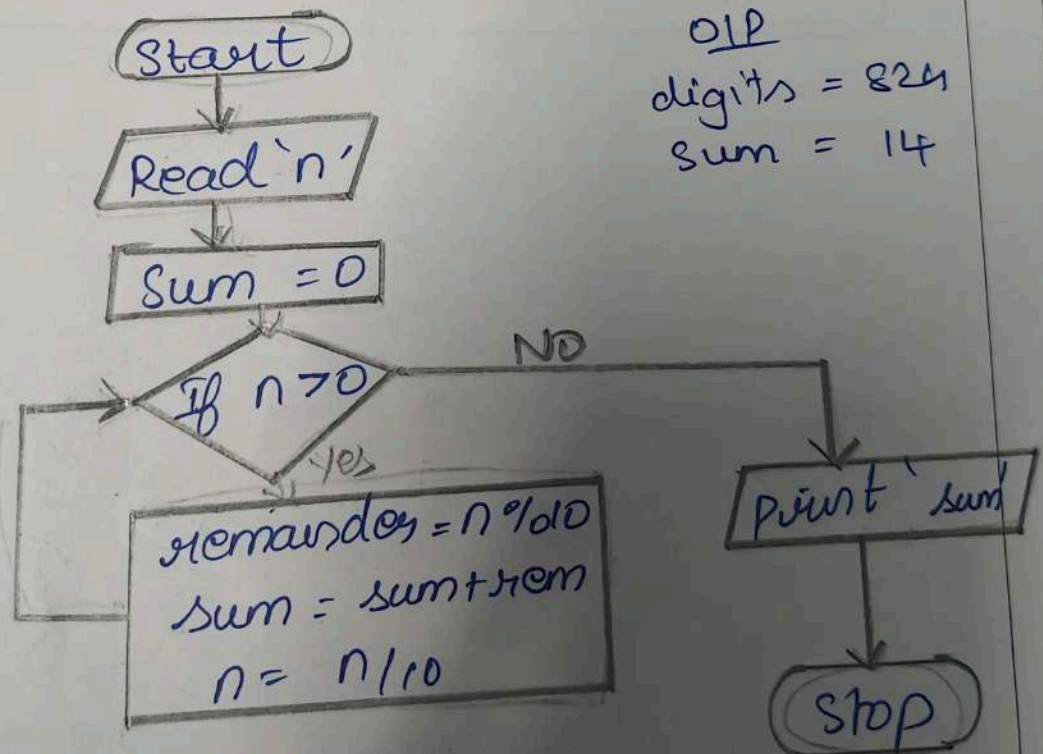 Start
Read 'n'
Sum = 0
If n>0
NO
Yes
remainder = n%10
sum = sum+rem
n = n/10
print 'sum'
Stop
O/P
digits = 824
sum = 14